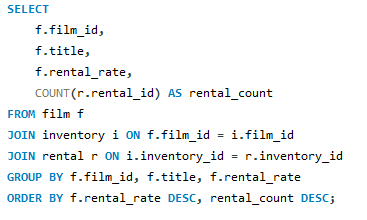 SELECT
    f.film_id,
    f.title,
    f.rental_rate,
    COUNT(r.rental_id) AS rental_count
FROM film f
JOIN inventory i ON f.film_id = i.film_id
JOIN rental r ON i.inventory_id = r.inventory_id
GROUP BY f.film_id, f.title, f.rental_rate
ORDER BY f.rental_rate DESC, rental_count DESC;